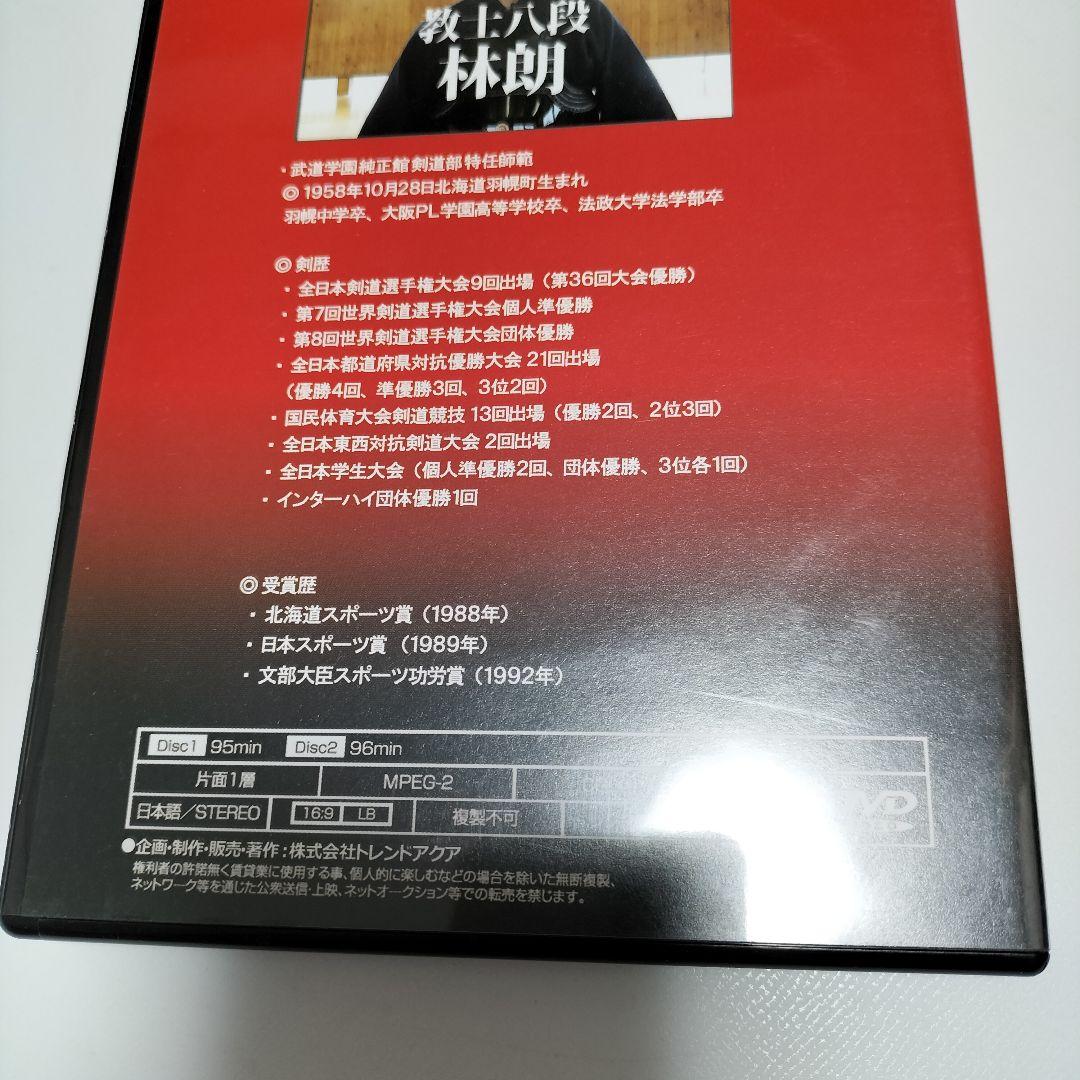 教士八段
林朗
・武道学園純正館剣道部 特任師範
◎ 1958年10月28日北海道羽幌町生まれ
羽幌中学卒、大阪PL学園高等学校卒、法政大学法学部卒
◎ 剣歴
・全日本剣道選手権大会9回出場（第36回大会優勝）
・第7回世界剣道選手権大会個人準優勝
・第8回世界剣道選手権大会団体優勝
・全日本都道府県対抗優勝大会 21回出場
（優勝4回、準優勝3回、3位2回）
・国民体育大会剣道競技 13回出場（優勝2回、2位3回）
・全日本東西対抗剣道大会 2回出場
・全日本学生大会（個人準優勝2回、団体優勝、3位各1回）
・インターハイ団体優勝1回
◎ 受賞歴
・北海道スポーツ賞（1988年）
・日本スポーツ賞（1989年）
・文部大臣スポーツ功労賞（1992年）
Disc1 95min Disc2 96min
片面1層 MPEG-2
日本語／STEREO 16:9 LB 複製不可
●企画・制作・販売・著作：株式会社トレンドアクア
権利者の許諾無く賃貸業に使用する事、個人的に楽しむなどの場合を除いた無断複製、
ネットワーク等を通じた公衆送信・上映、ネットオークション等での転売を禁じます。